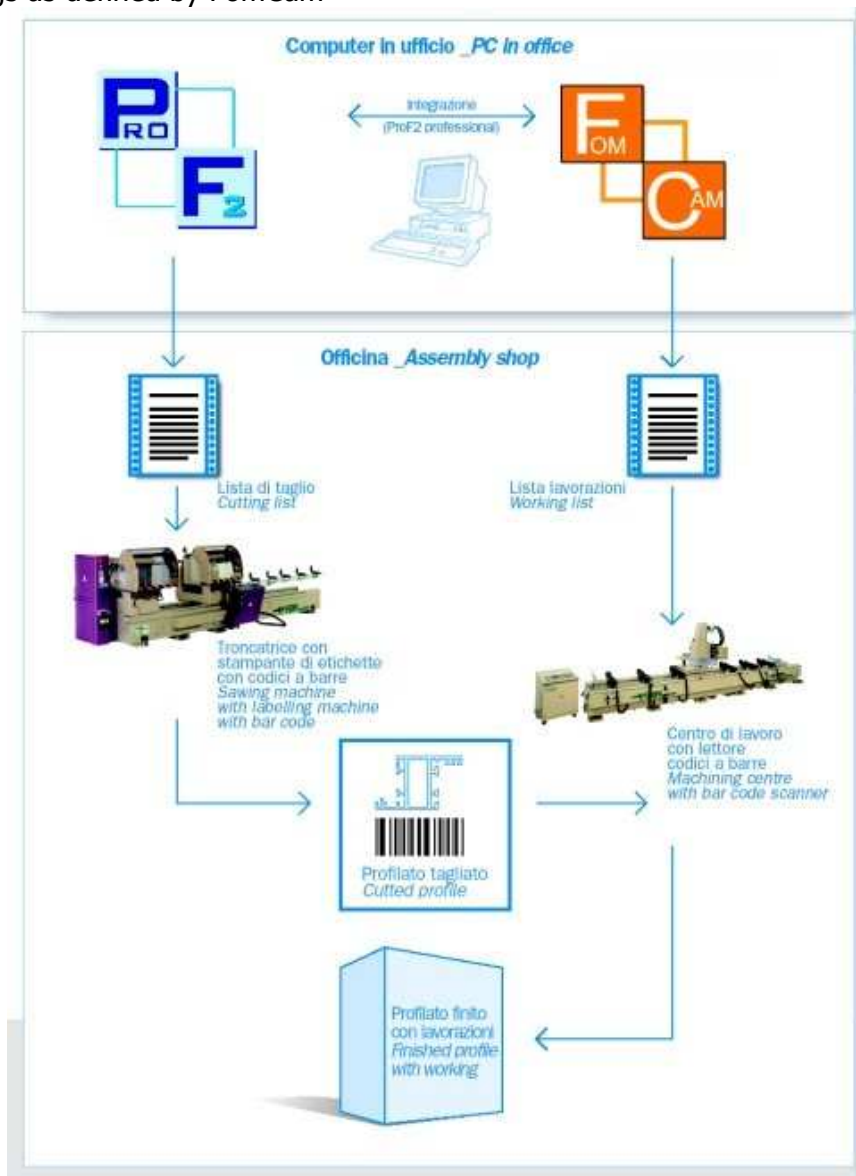 as defined by FomCam
Computer in ufficio _PC in office
PRO
F2
Integrazione
(ProF2 professional)
FOM
CAM
Officina _Assembly shop
Lista di taglio
Cutting list
Lista lavorazioni
Working list
Troncatrice con
stampante di etichette
con codici a barre
Sawing machine
with labelling machine
with bar code
Centro di lavoro
con lettore
codici a barre
Machining centre
with bar code scanner
Profilato tagliato
Cutted profile
Profilato finito
con lavorazioni
Finished profile
with working